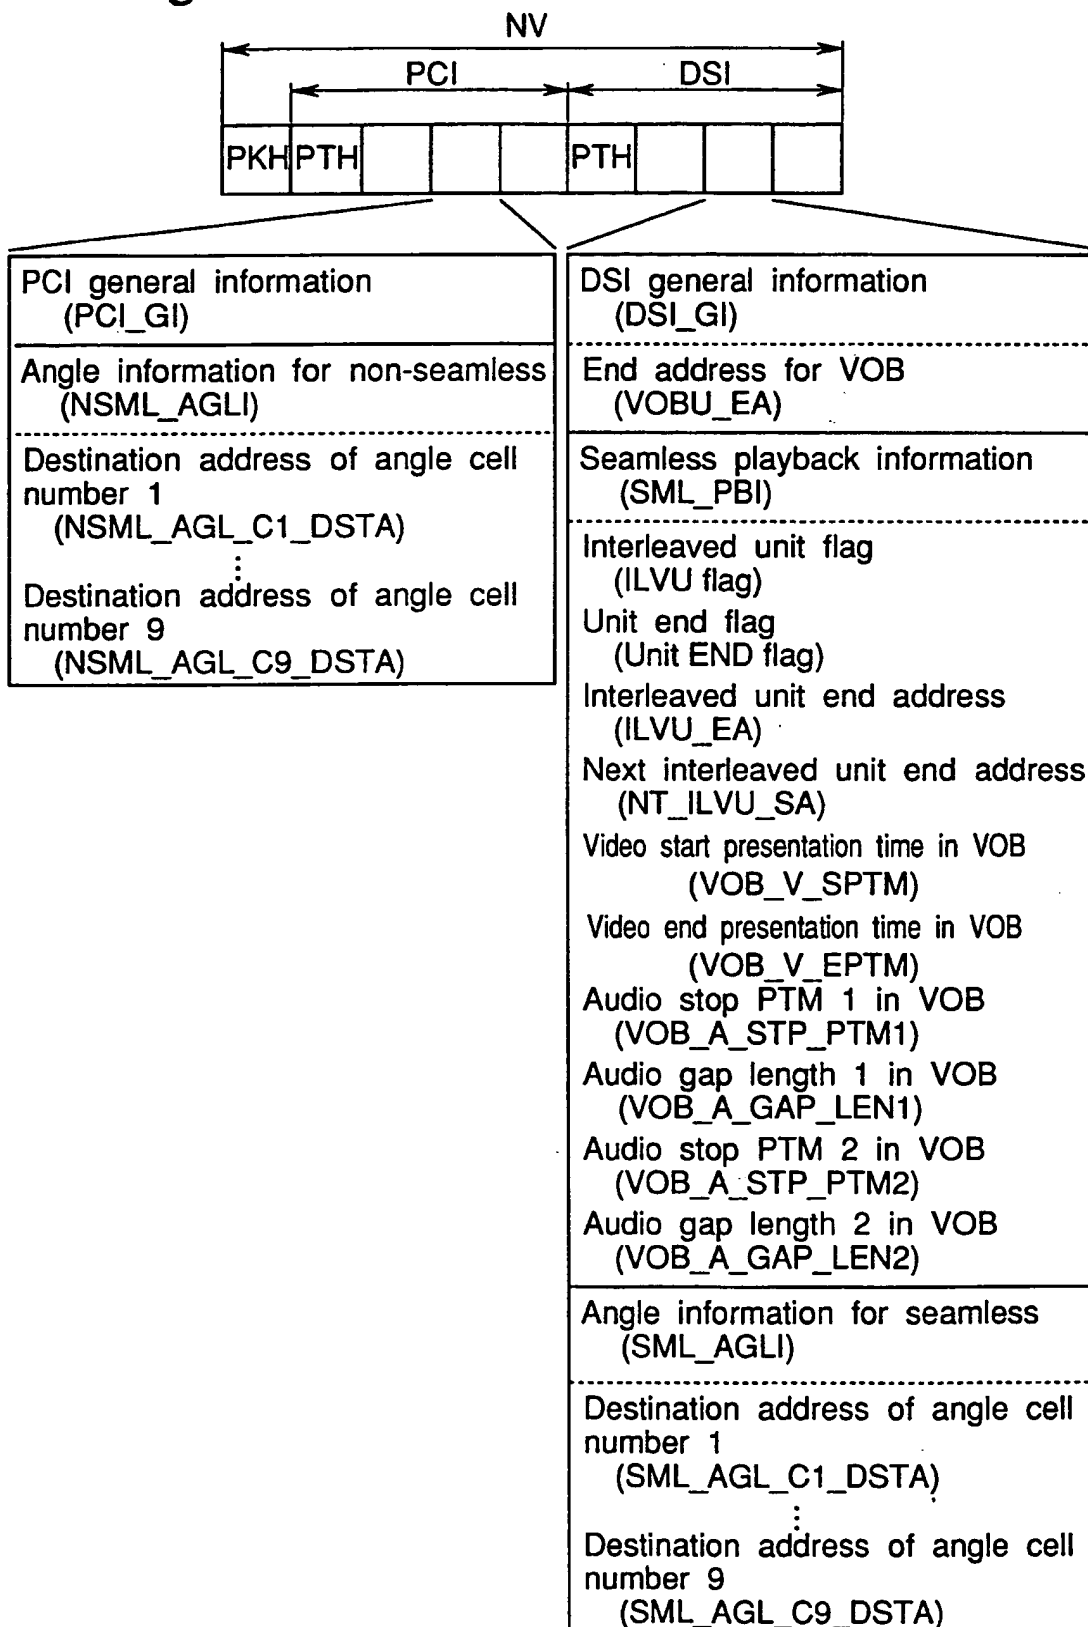 g
NV
PCI
DSI
PKH
PTH
PTH
PCI general information
(PCI_GI)
Angle information for non-seamless
(NSML_AGLI)
Destination address of angle cell
number 1
(NSML_AGL_C1_DSTA)
Destination address of angle cell
number 9
(NSML_AGL_C9_DSTA)
DSI general information
(DSI_GI)
End address for VOB
(VOBU_EA)
Seamless playback information
(SML_PBI)
Interleaved unit flag
(ILVU flag)
Unit end flag
(Unit END flag)
Interleaved unit end address
(ILVU_EA)
Next interleaved unit end address
(NT_ILVU_SA)
Video start presentation time in VOB
(VOB_V_SPTM)
Video end presentation time in VOB
(VOB_V_EPTM)
Audio stop PTM 1 in VOB
(VOB_A_STP_PTM1)
Audio gap length 1 in VOB
(VOB_A_GAP_LEN1)
Audio stop PTM 2 in VOB
(VOB_A_STP_PTM2)
Audio gap length 2 in VOB
(VOB_A_GAP_LEN2)
Angle information for seamless
(SML_AGLI)
Destination address of angle cell
number 1
(SML_AGL_C1_DSTA)
Destination address of angle cell
number 9
(SML_AGL_C9_DSTA)